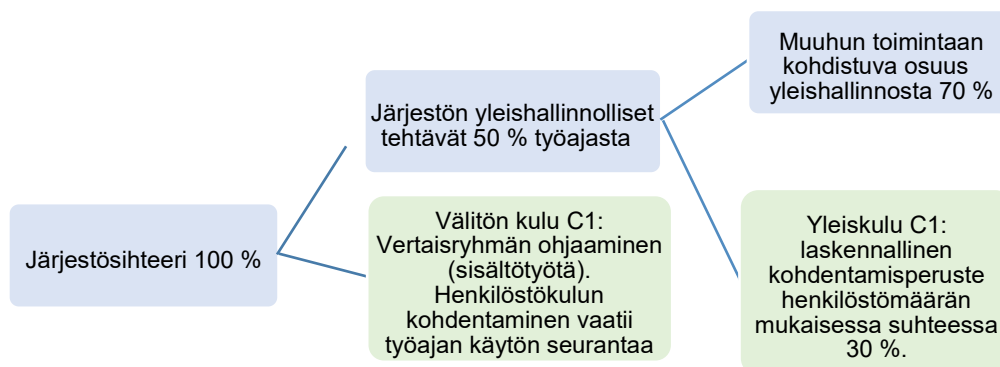 Järjestösihteeri 100 %
Järjestön yleishallinnolliset
tehtävät 50 % työajasta
Välitön kulu C1:
Vertaisryhmän ohjaaminen
(sisältötyötä).
Henkilöstökulun
kohdentaminen vaatii
työajan käytön seurantaa
Muuhun toimintaan
kohdistuva osuus
yleishallinnosta 70 %
Yleiskulu C1:
laskennallinen
kohdentamisperuste
henkilöstömäärän
mukaisessa suhteessa
30 %.